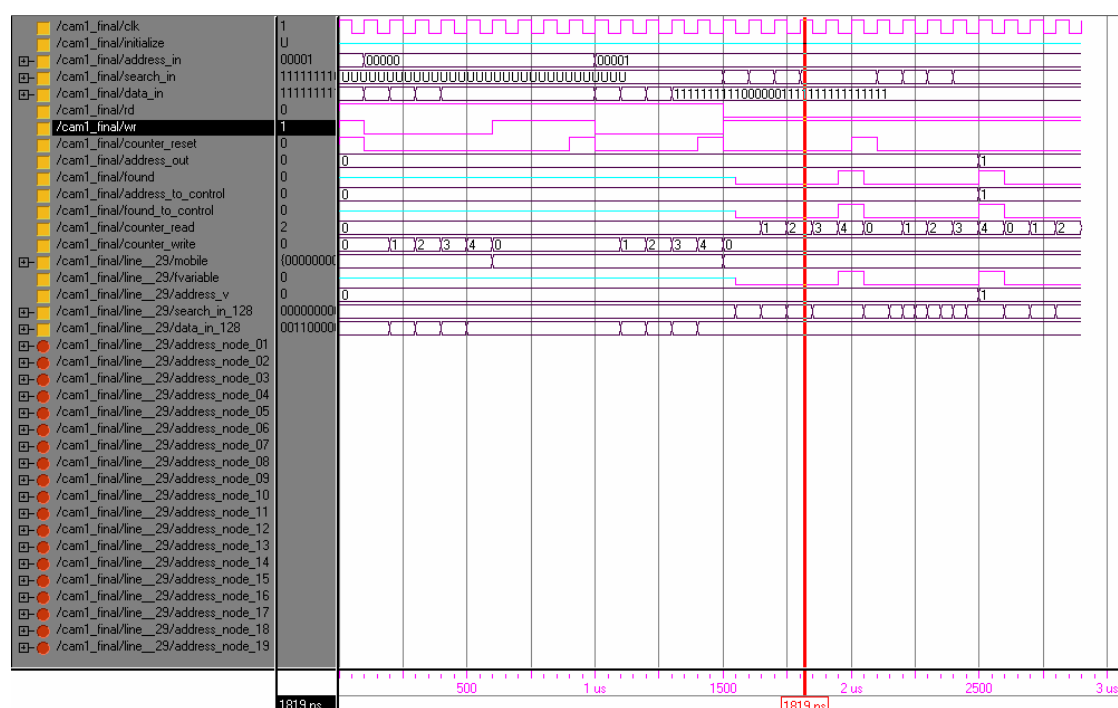 /cam1_final/clk 1
/cam1_final/initialize U
/cam1_final/address_in 00001 00000 00001
/cam1_final/search_in 111111111 UUUUUUUUUUUUUUUUUUUUUUUUUUUUUUUU
/cam1_final/data_in 111111111 11111111110000001111111111111111
/cam1_final/rd 0
/cam1_final/wr 1
/cam1_final/counter_reset 0
/cam1_final/address_out 0 0 1
/cam1_final/found 0
/cam1_final/address_to_control 0 0 1
/cam1_final/found_to_control 0
/cam1_final/counter_read 2 0 1 2 3 4 0 1 2 3 4 0 1 2
/cam1_final/counter_write 0 0 1 2 3 4 0 1 2 3 4 0
/cam1_final/line__29/mobile {00000000
/cam1_final/line__29/fvariable 0
/cam1_final/line__29/address_v 0 0 1
/cam1_final/line__29/search_in_128 000000000
/cam1_final/line__29/data_in_128 001100000
/cam1_final/line__29/address_node_01
/cam1_final/line__29/address_node_02
/cam1_final/line__29/address_node_03
/cam1_final/line__29/address_node_04
/cam1_final/line__29/address_node_05
/cam1_final/line__29/address_node_06
/cam1_final/line__29/address_node_07
/cam1_final/line__29/address_node_08
/cam1_final/line__29/address_node_09
/cam1_final/line__29/address_node_10
/cam1_final/line__29/address_node_11
/cam1_final/line__29/address_node_12
/cam1_final/line__29/address_node_13
/cam1_final/line__29/address_node_14
/cam1_final/line__29/address_node_15
/cam1_final/line__29/address_node_16
/cam1_final/line__29/address_node_17
/cam1_final/line__29/address_node_18
/cam1_final/line__29/address_node_19
500 1 us 1500 2 us 2500 3 us
1819 ns 1819 ns